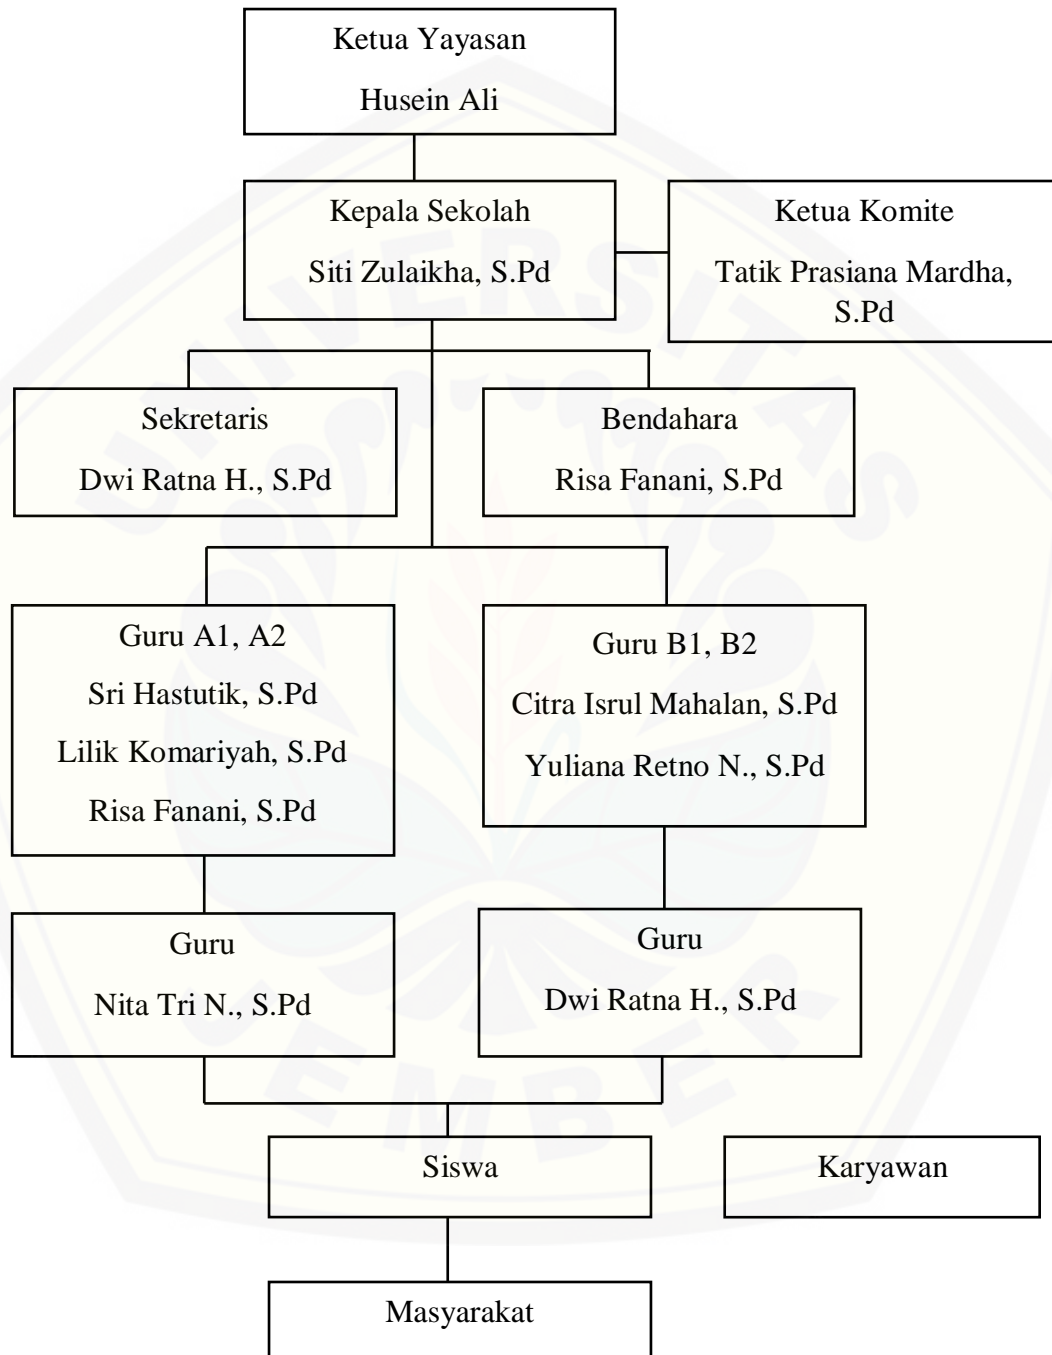 Ketua Yayasan
Husein Ali
Kepala Sekolah
Siti Zulaikha, S.Pd
Ketua Komite
Tatik Prasiana Mardha,
S.Pd
Sekretaris
Dwi Ratna H., S.Pd
Bendahara
Risa Fanani, S.Pd
Guru A1, A2
Sri Hastutik, S.Pd
Lilik Komariyah, S.Pd
Risa Fanani, S.Pd
Guru B1, B2
Citra Isrul Mahalan, S.Pd
Yuliana Retno N., S.Pd
Guru
Nita Tri N., S.Pd
Guru
Dwi Ratna H., S.Pd
Siswa
Karyawan
Masyarakat
UNIVERSITAS
JEMBER